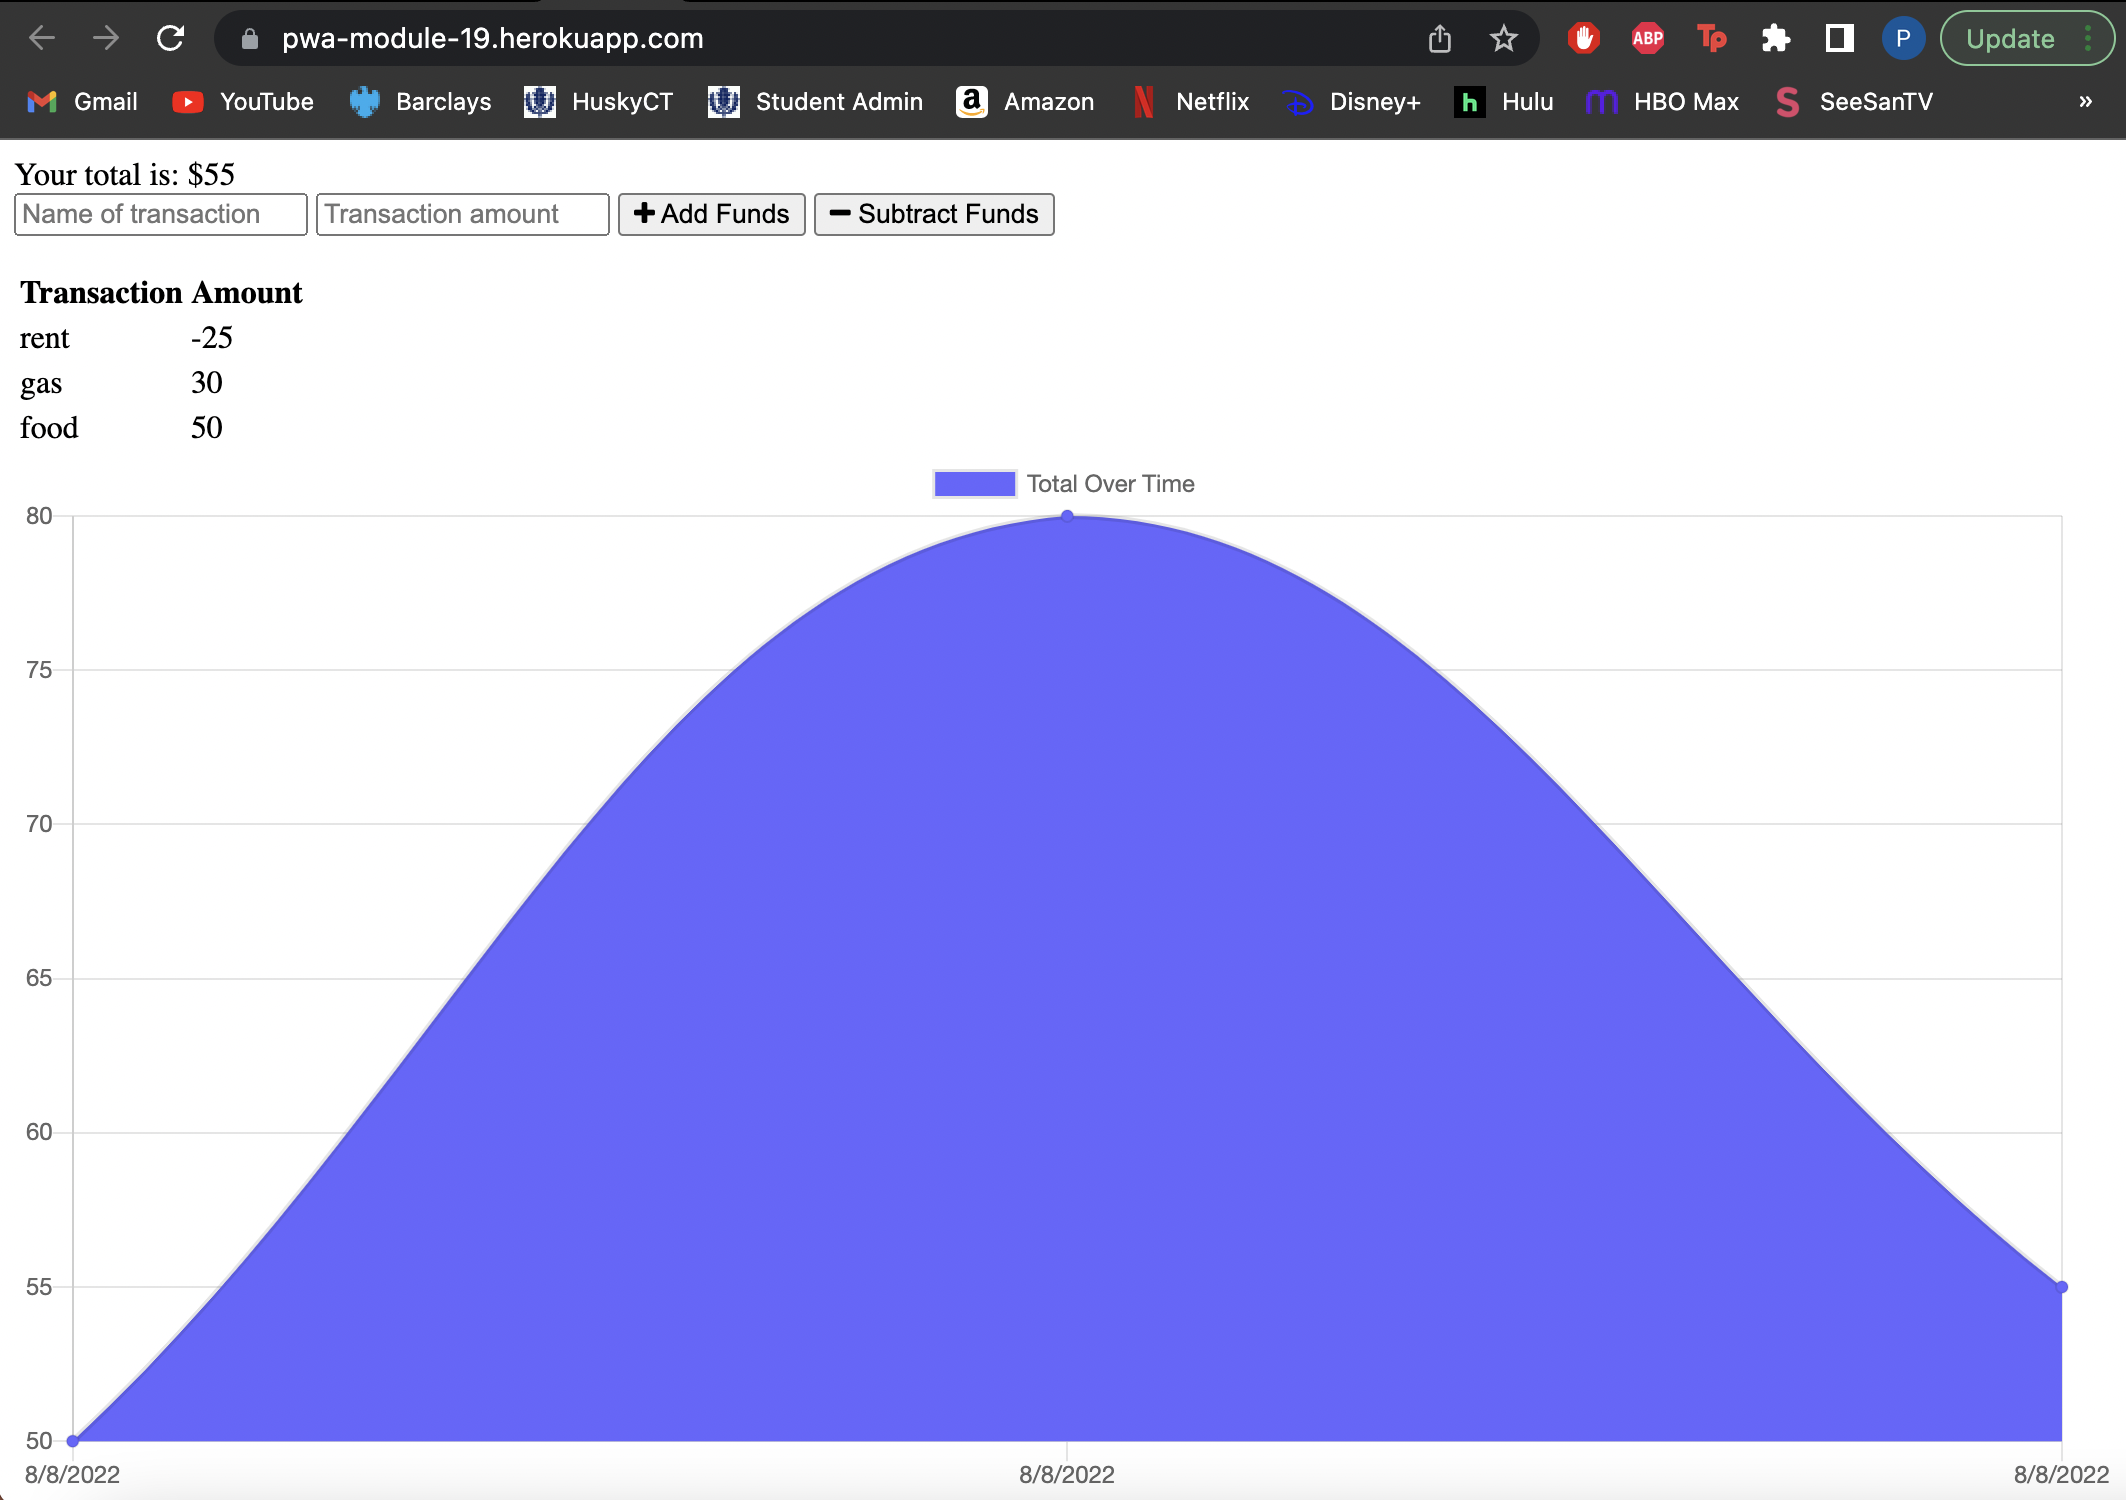 pwa-module-19.herokuapp.com
ABP
Tp
P
Update
Gmail YouTube Barclays HuskyCT Student Admin a Amazon Netflix Disney+ h Hulu HBO Max S SeeSanTV »
Your total is: $55
Name of transaction Transaction amount + Add Funds − Subtract Funds
Transaction Amount
rent -25
gas 30
food 50
Total Over Time
80
75
70
65
60
55
50
8/8/2022 8/8/2022 8/8/2022